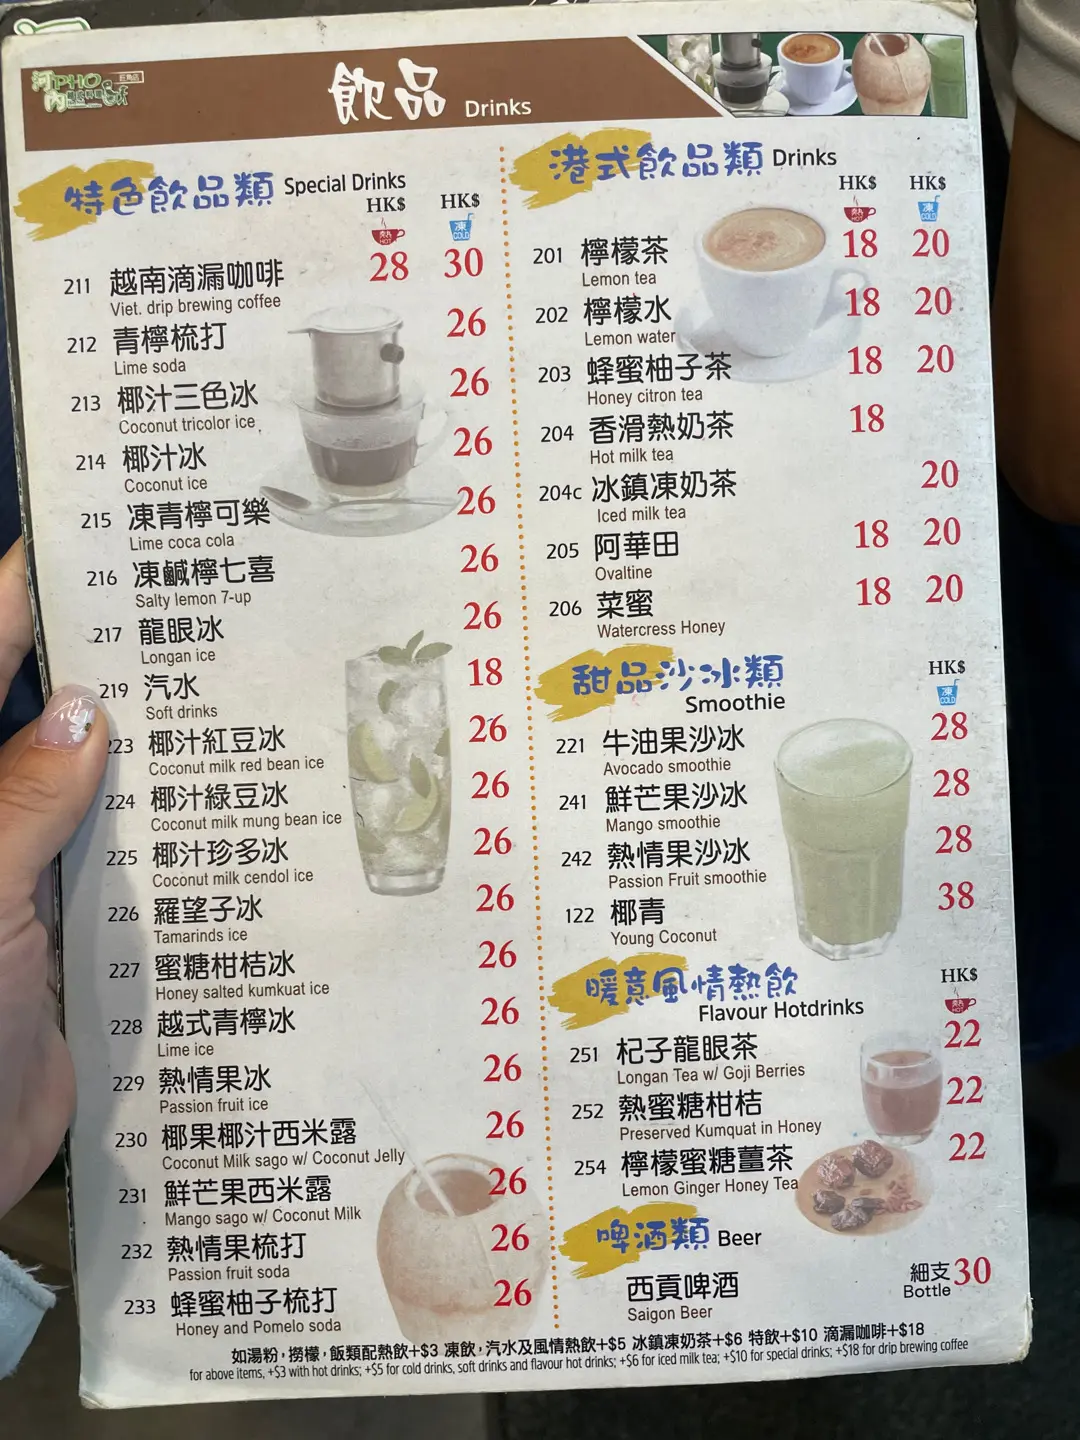 河內 PHO
旺角店
飲品 Drinks
特色飲品類 Special Drinks
HK$ HK$
熱 HOT 凍 COLD
211 越南滴漏咖啡 28 30
Viet. drip brewing coffee
212 青檸梳打 26
Lime soda
213 椰汁三色冰 26
Coconut tricolor ice
214 椰汁冰 26
Coconut ice
215 凍青檸可樂 26
Lime coca cola
216 凍鹹檸七喜 26
Salty lemon 7-up
217 龍眼冰 26
Longan ice
219 汽水 18
Soft drinks
223 椰汁紅豆冰 26
Coconut milk red bean ice
224 椰汁綠豆冰 26
Coconut milk mung bean ice
225 椰汁珍多冰 26
Coconut milk cendol ice
226 羅望子冰 26
Tamarinds ice
227 蜜糖柑桔冰 26
Honey salted kumkuat ice
228 越式青檸冰 26
Lime ice
229 熱情果冰 26
Passion fruit ice
230 椰果椰汁西米露 26
Coconut Milk sago w/ Coconut Jelly
231 鮮芒果西米露 26
Mango sago w/ Coconut Milk
232 熱情果梳打 26
Passion fruit soda
233 蜂蜜柚子梳打 26
Honey and Pomelo soda
港式飲品類 Drinks
HK$ HK$
熱 HOT 凍 COLD
201 檸檬茶 18 20
Lemon tea
202 檸檬水 18 20
Lemon water
203 蜂蜜柚子茶 18 20
Honey citron tea
204 香滑熱奶茶 18
Hot milk tea
204c 冰鎮凍奶茶 20
Iced milk tea
205 阿華田 18 20
Ovaltine
206 菜蜜 18 20
Watercress Honey
甜品沙冰類
Smoothie
HK$
凍 COLD
221 牛油果沙冰 28
Avocado smoothie
241 鮮芒果沙冰 28
Mango smoothie
242 熱情果沙冰 28
Passion Fruit smoothie
122 椰青 38
Young Coconut
暖意風情熱飲
Flavour Hotdrinks
HK$
熱 HOT
251 杞子龍眼茶 22
Longan Tea w/ Goji Berries
252 熱蜜糖柑桔 22
Preserved Kumquat in Honey
254 檸檬蜜糖薑茶 22
Lemon Ginger Honey Tea
啤酒類 Beer
西貢啤酒 細支 30
Saigon Beer Bottle
如湯粉，撈檬，飯類配熱飲+$3 凍飲，汽水及風情熱飲+$5 冰鎮凍奶茶+$6 特飲+$10 滴漏咖啡+$18
for above items, +$3 with hot drinks; +$5 for cold drinks, soft drinks and flavour hot drinks; +$6 for iced milk tea; +$10 for special drinks; +$18 for drip brewing coffee